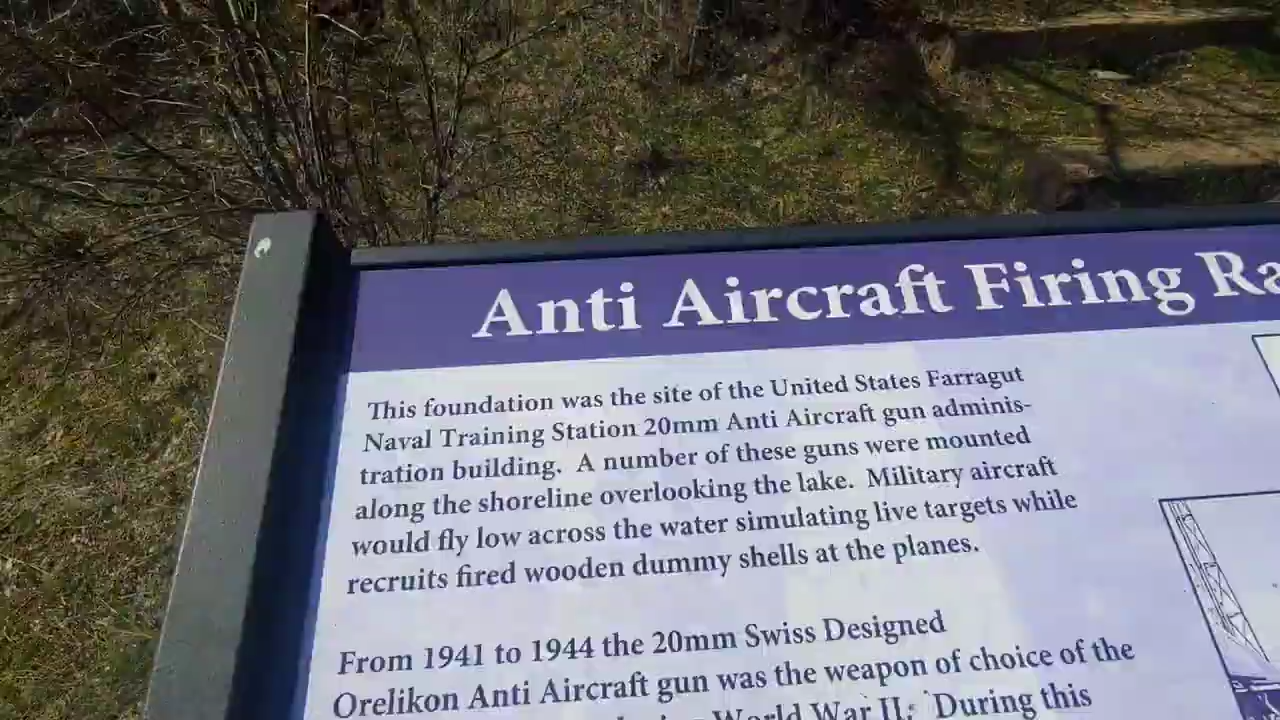 Anti Aircraft Firing
This foundation was the site of the United States Farragut
Naval Training Station 20mm Anti Aircraft gun adminis-
tration building. A number of these guns were mounted
along the shoreline overlooking the lake. Military aircraft
would fly low across the water simulating live targets while
recruits fired wooden dummy shells at the planes.
From 1941 to 1944 the 20mm Swiss Designed
Orelikon Anti Aircraft gun was the weapon of choice of the
World War II. During this